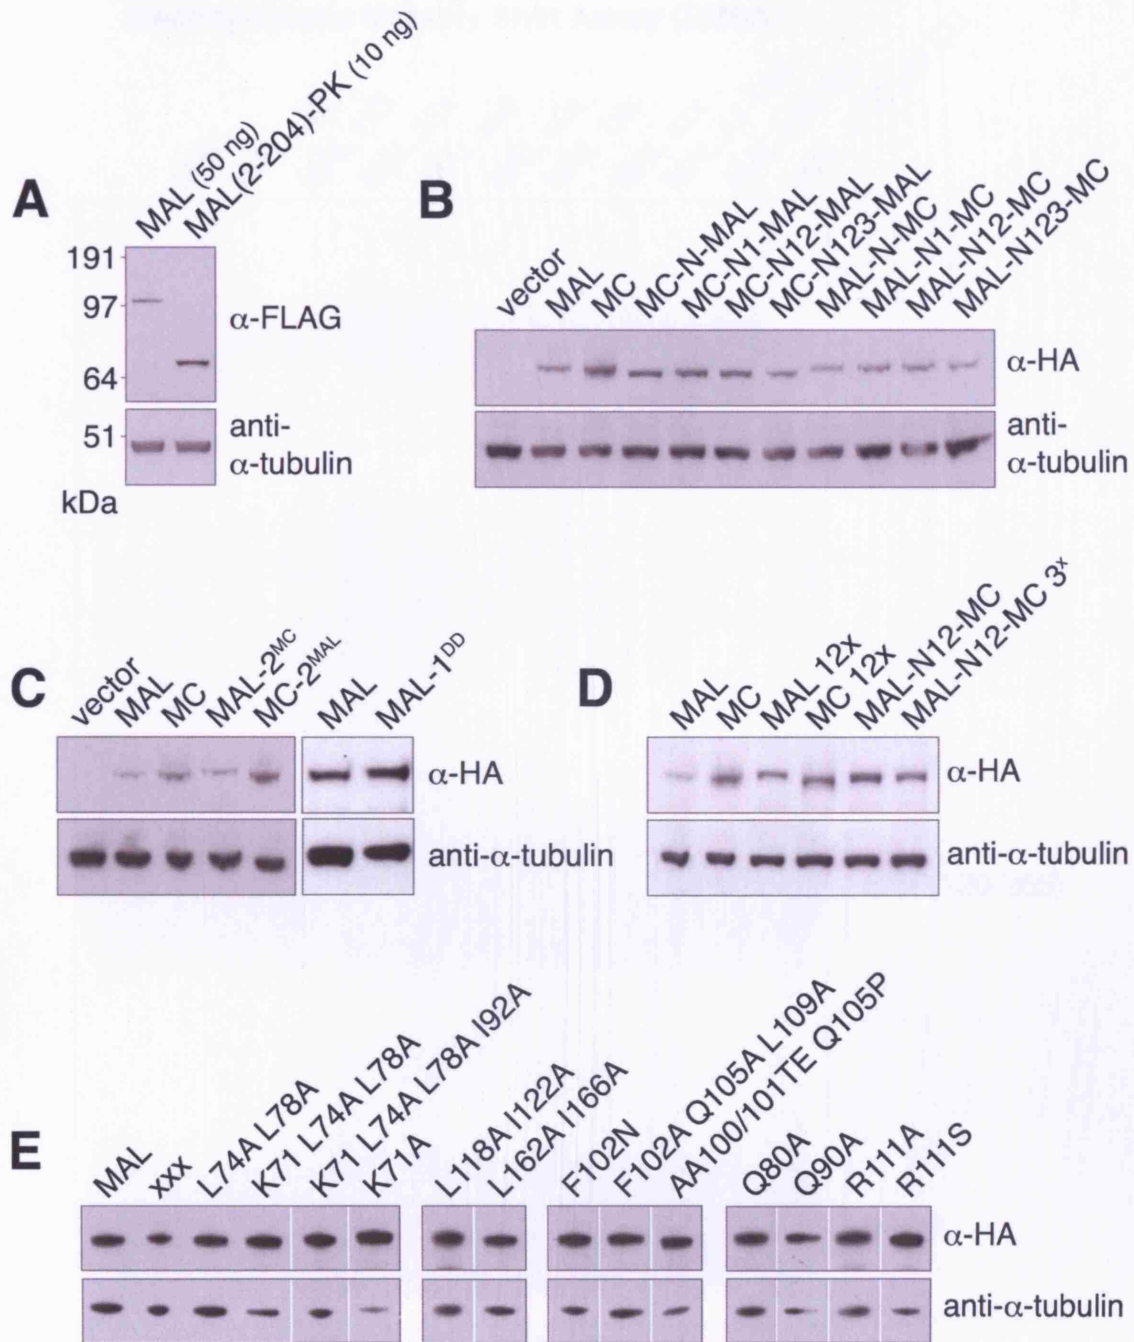 A
MAL (50 ng)
MAL(2-204)-PK (10 ng)
191
97
64
51
kDa
α-FLAG
anti-
α-tubulin
B
vector
MAL
MC
MC-N-MAL
MC-N1-MAL
MC-N12-MAL
MC-N123-MAL
MAL-N-MC
MAL-N1-MC
MAL-N12-MC
MAL-N123-MC
α-HA
anti-
α-tubulin
C
vector
MAL
MC
MAL-2^MC
MC-2^MAL
MAL
MAL-1^DD
α-HA
anti-α-tubulin
D
MAL
MC
MAL 12x
MC 12x
MAL-N12-MC
MAL-N12-MC 3^x
α-HA
anti-α-tubulin
E
MAL
xxx
L74A L78A
K71 L74A L78A
K71 L74A L78A I92A
K71A
L118A I122A
L162A I166A
F102N
F102A Q105A L109A
AA100/101TE Q105P
Q80A
Q90A
R111A
R111S
α-HA
anti-α-tubulin